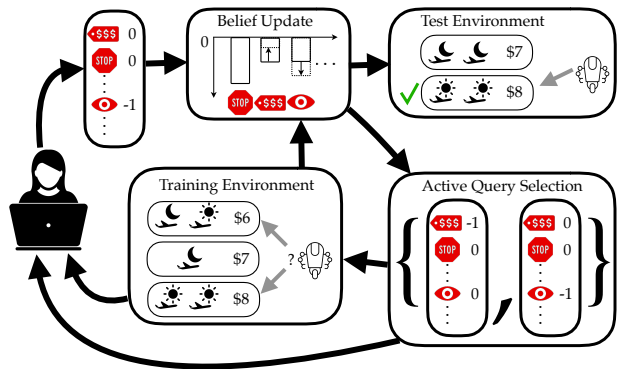 $$$ 0
STOP 0
-1
Belief Update
0
STOP $$$
. . .
Test Environment
$7
$8
Training Environment
$6
$7
?
$8
Active Query Selection
{ $$$ -1
STOP 0
0
,
$$$ 0
STOP 0
-1 }